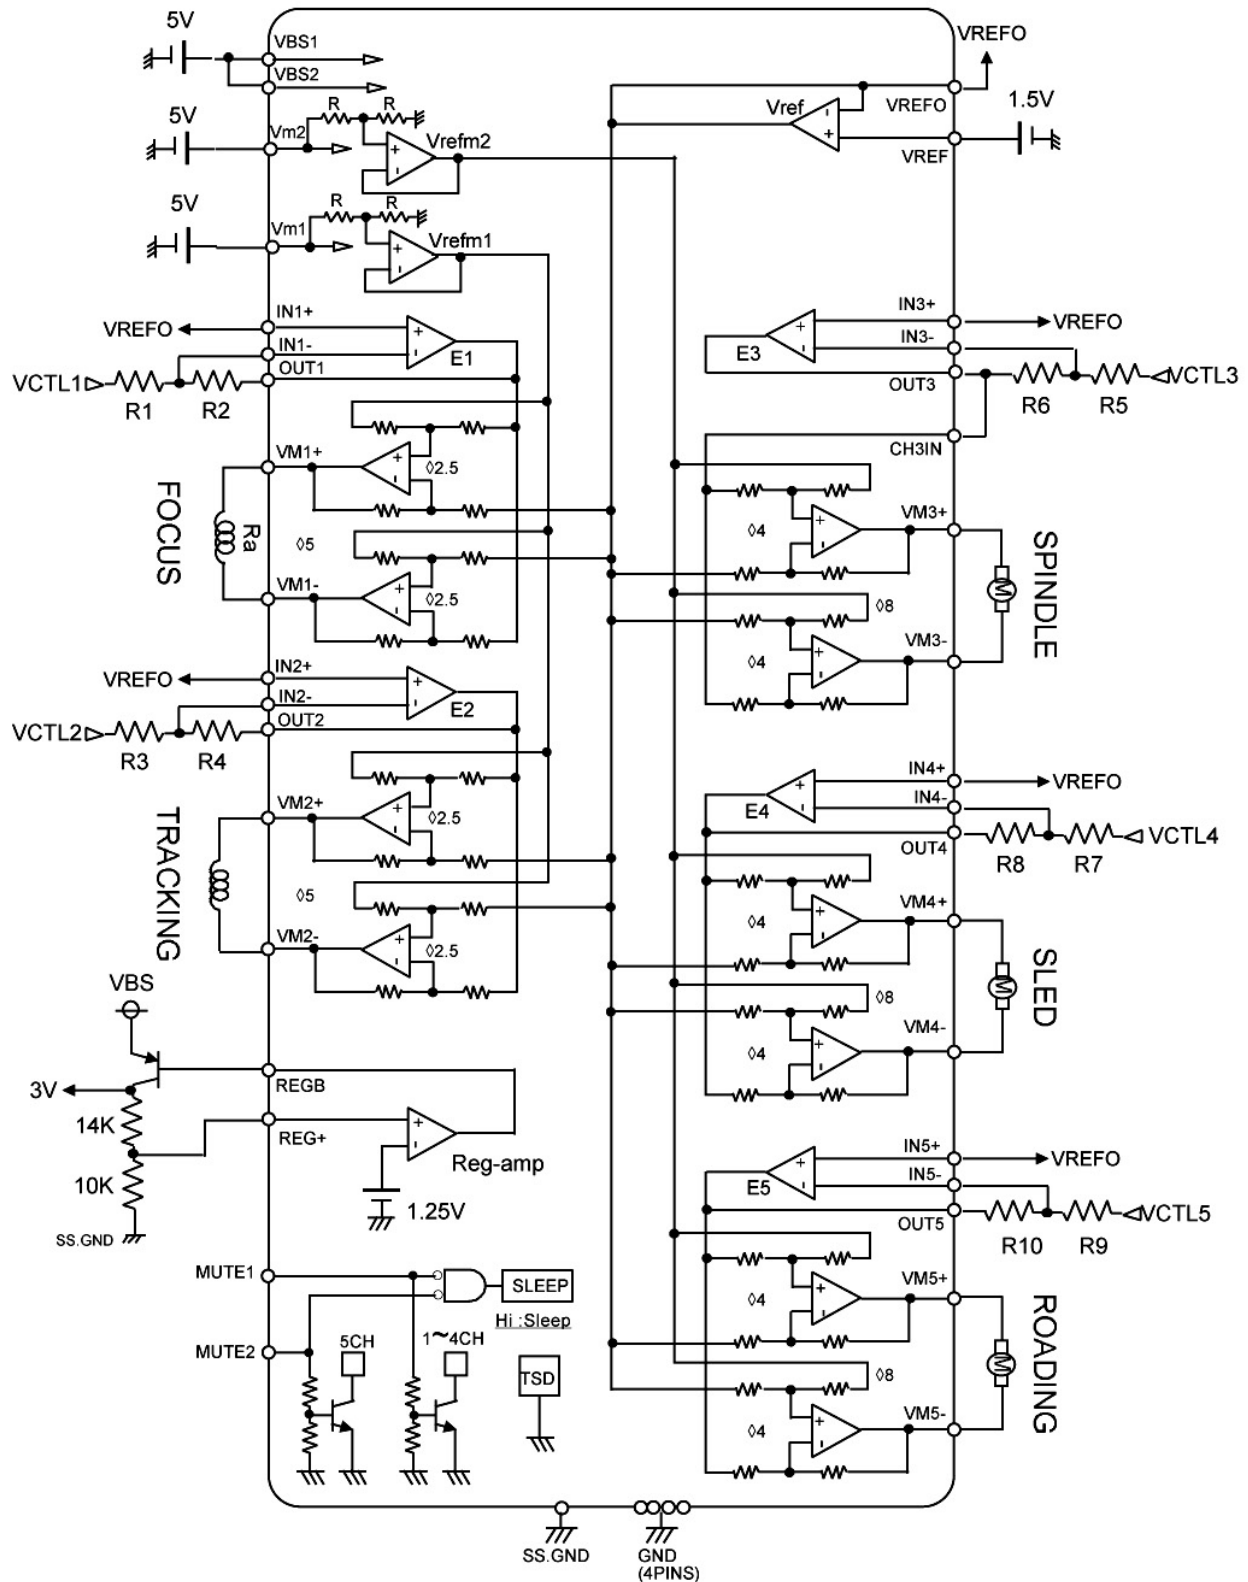 5V
VBS1
VBS2
VREFO
VREFO
1.5V
Vref
VREF
5V
Vm2
R R
Vrefm2
5V
Vm1
R R
Vrefm1
IN1+
VREFO
IN1-
E1
OUT1
VCTL1
R1 R2
IN3+
VREFO
IN3-
E3
OUT3
VCTL3
R6 R5
CH3IN
VM1+
◊2.5
FOCUS
Ra
◊5
VM1-
◊2.5
VM3+
◊4
SPINDLE
M
◊8
VM3-
◊4
IN2+
VREFO
IN2-
E2
OUT2
VCTL2
R3 R4
VM2+
◊2.5
TRACKING
◊5
VM2-
◊2.5
IN4+
VREFO
IN4-
E4
OUT4
VCTL4
R8 R7
VM4+
◊4
SLED
M
◊8
VM4-
◊4
VBS
REGB
3V
14K
REG+
Reg-amp
10K
1.25V
SS.GND
IN5+
VREFO
IN5-
E5
OUT5
VCTL5
R10 R9
VM5+
◊4
ROADING
M
◊8
VM5-
◊4
MUTE1
SLEEP
Hi :Sleep
MUTE2
5CH
1~4CH
TSD
SS.GND
GND
(4PINS)